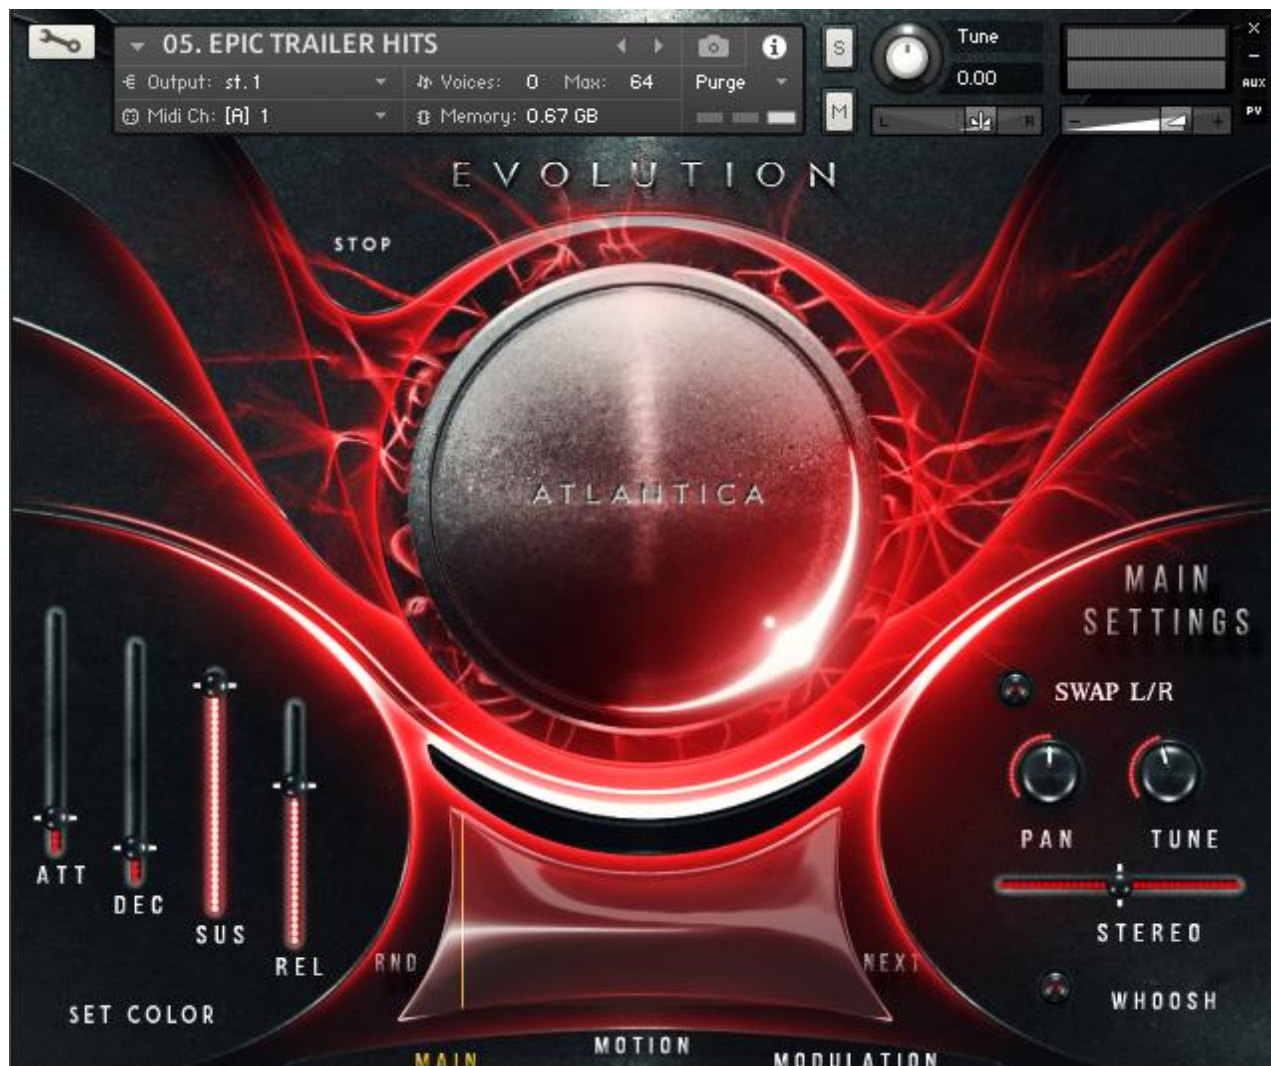 05. EPIC TRAILER HITS
Output: st.1
Voices: 0 Max: 64
Purge
Midi Ch: [A] 1
Memory: 0.67 GB
S
M
Tune
0.00
L
R
- +
×
-
AUX
PV
EVOLUTION
STOP
ATLANTICA
MAIN
SETTINGS
SWAP L/R
PAN
TUNE
STEREO
WHOOSH
ATT
DEC
SUS
REL
SET COLOR
RND
NEXT
MAIN
MOTION
MODULATION